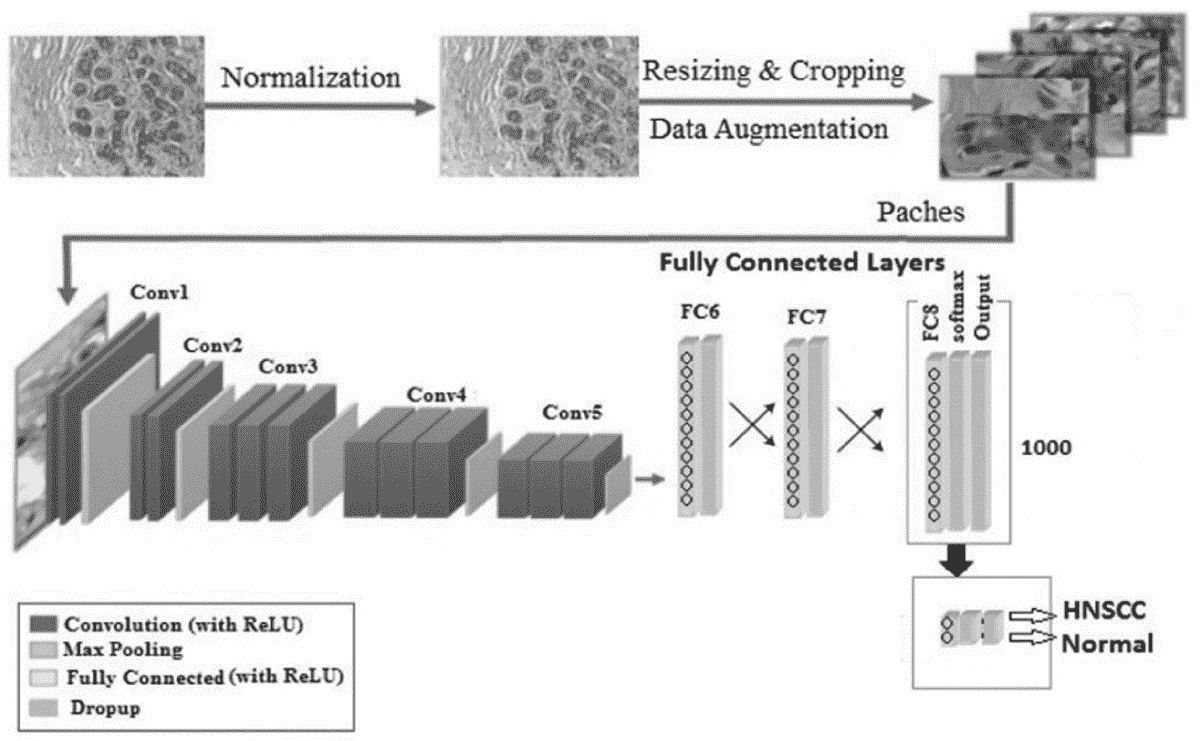 Normalization
Resizing & Cropping
Data Augmentation
Paches
Fully Connected Layers
Conv1
Conv2
Conv3
Conv4
Conv5
FC6
FC7
FC8
softmax
Output
1000
HNSCC
Normal
Convolution (with ReLU)
Max Pooling
Fully Connected (with ReLU)
Dropup